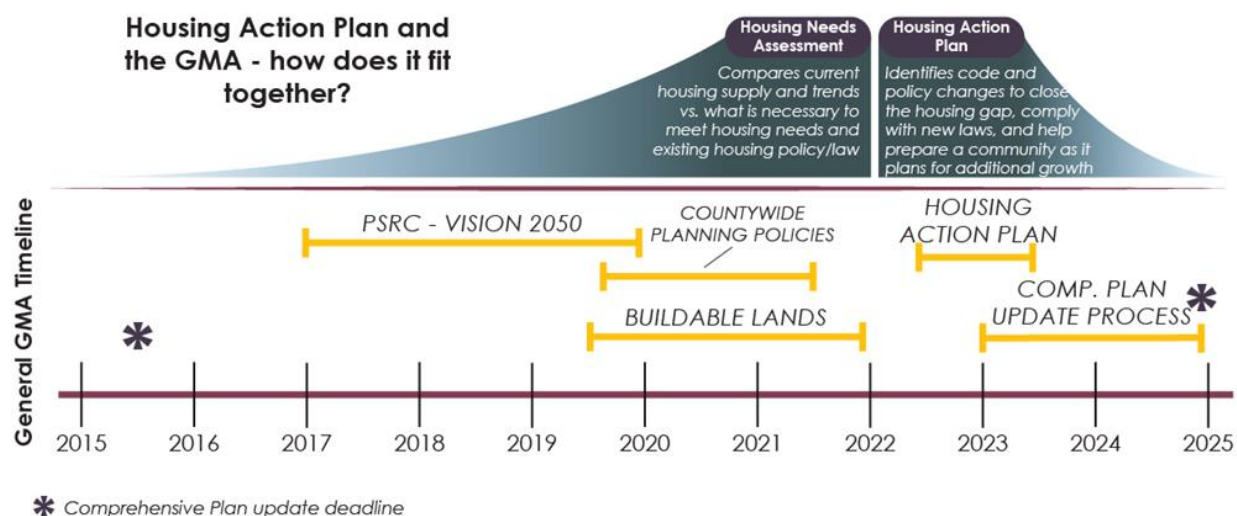 Housing Action Plan and
the GMA - how does it fit
together?
Housing Needs
Assessment
Compares current
housing supply and trends
vs. what is necessary to
meet housing needs and
existing housing policy/law
Housing Action
Plan
Identifies code and
policy changes to close
the housing gap, comply
with new laws, and help
prepare a community as it
plans for additional growth
General GMA Timeline
PSRC - VISION 2050
COUNTYWIDE
PLANNING POLICIES
HOUSING
ACTION PLAN
BUILDABLE LANDS
COMP. PLAN
UPDATE PROCESS
*
*
2015 2016 2017 2018 2019 2020 2021 2022 2023 2024 2025
* Comprehensive Plan update deadline